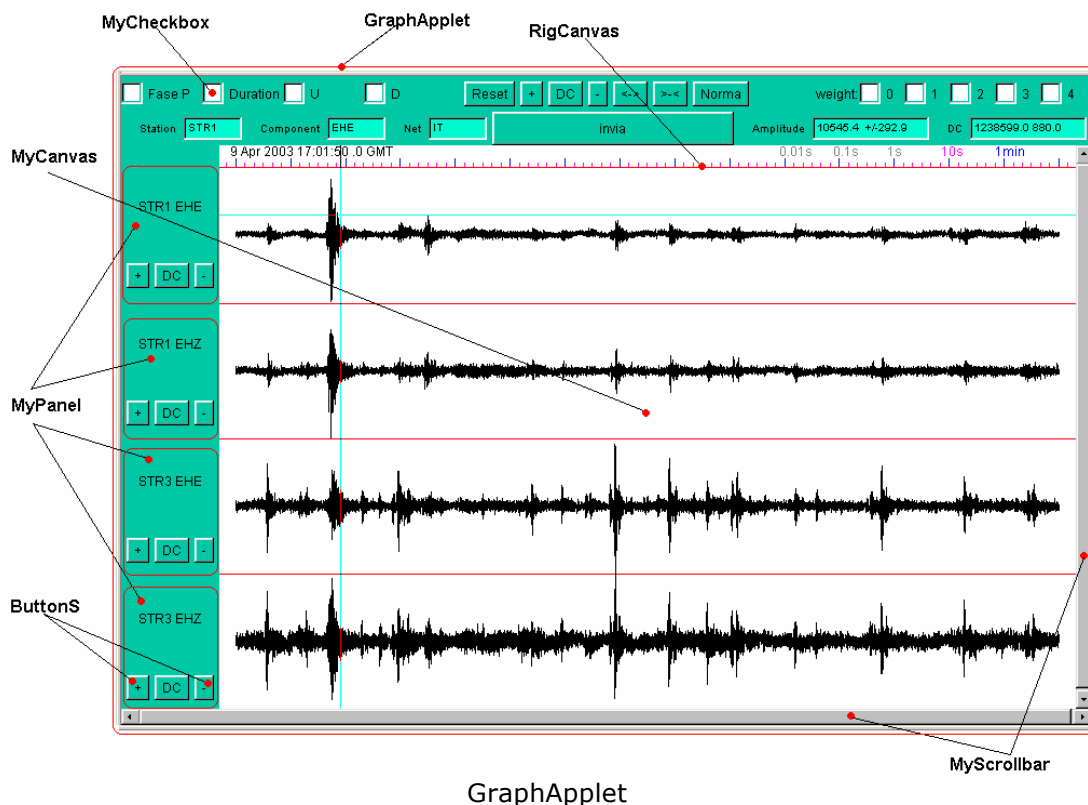 MyCheckbox
GraphApplet
RigCanvas
Fase P Duration U D Reset + DC - <-> >-< Norma weight: 0 1 2 3 4
Station STR1 Component EHE Net IT invia Amplitude 10545.4 +/-292.9 DC 1238599.0 880.0
MyCanvas
9 Apr 2003 17:01:50 .0 GMT 0.01s 0.1s 1s 10s 1min
STR1 EHE
+ DC -
STR1 EHZ
+ DC -
MyPanel
STR3 EHE
+ DC -
ButtonS
STR3 EHZ
+ DC -
MyScrollbar
GraphApplet